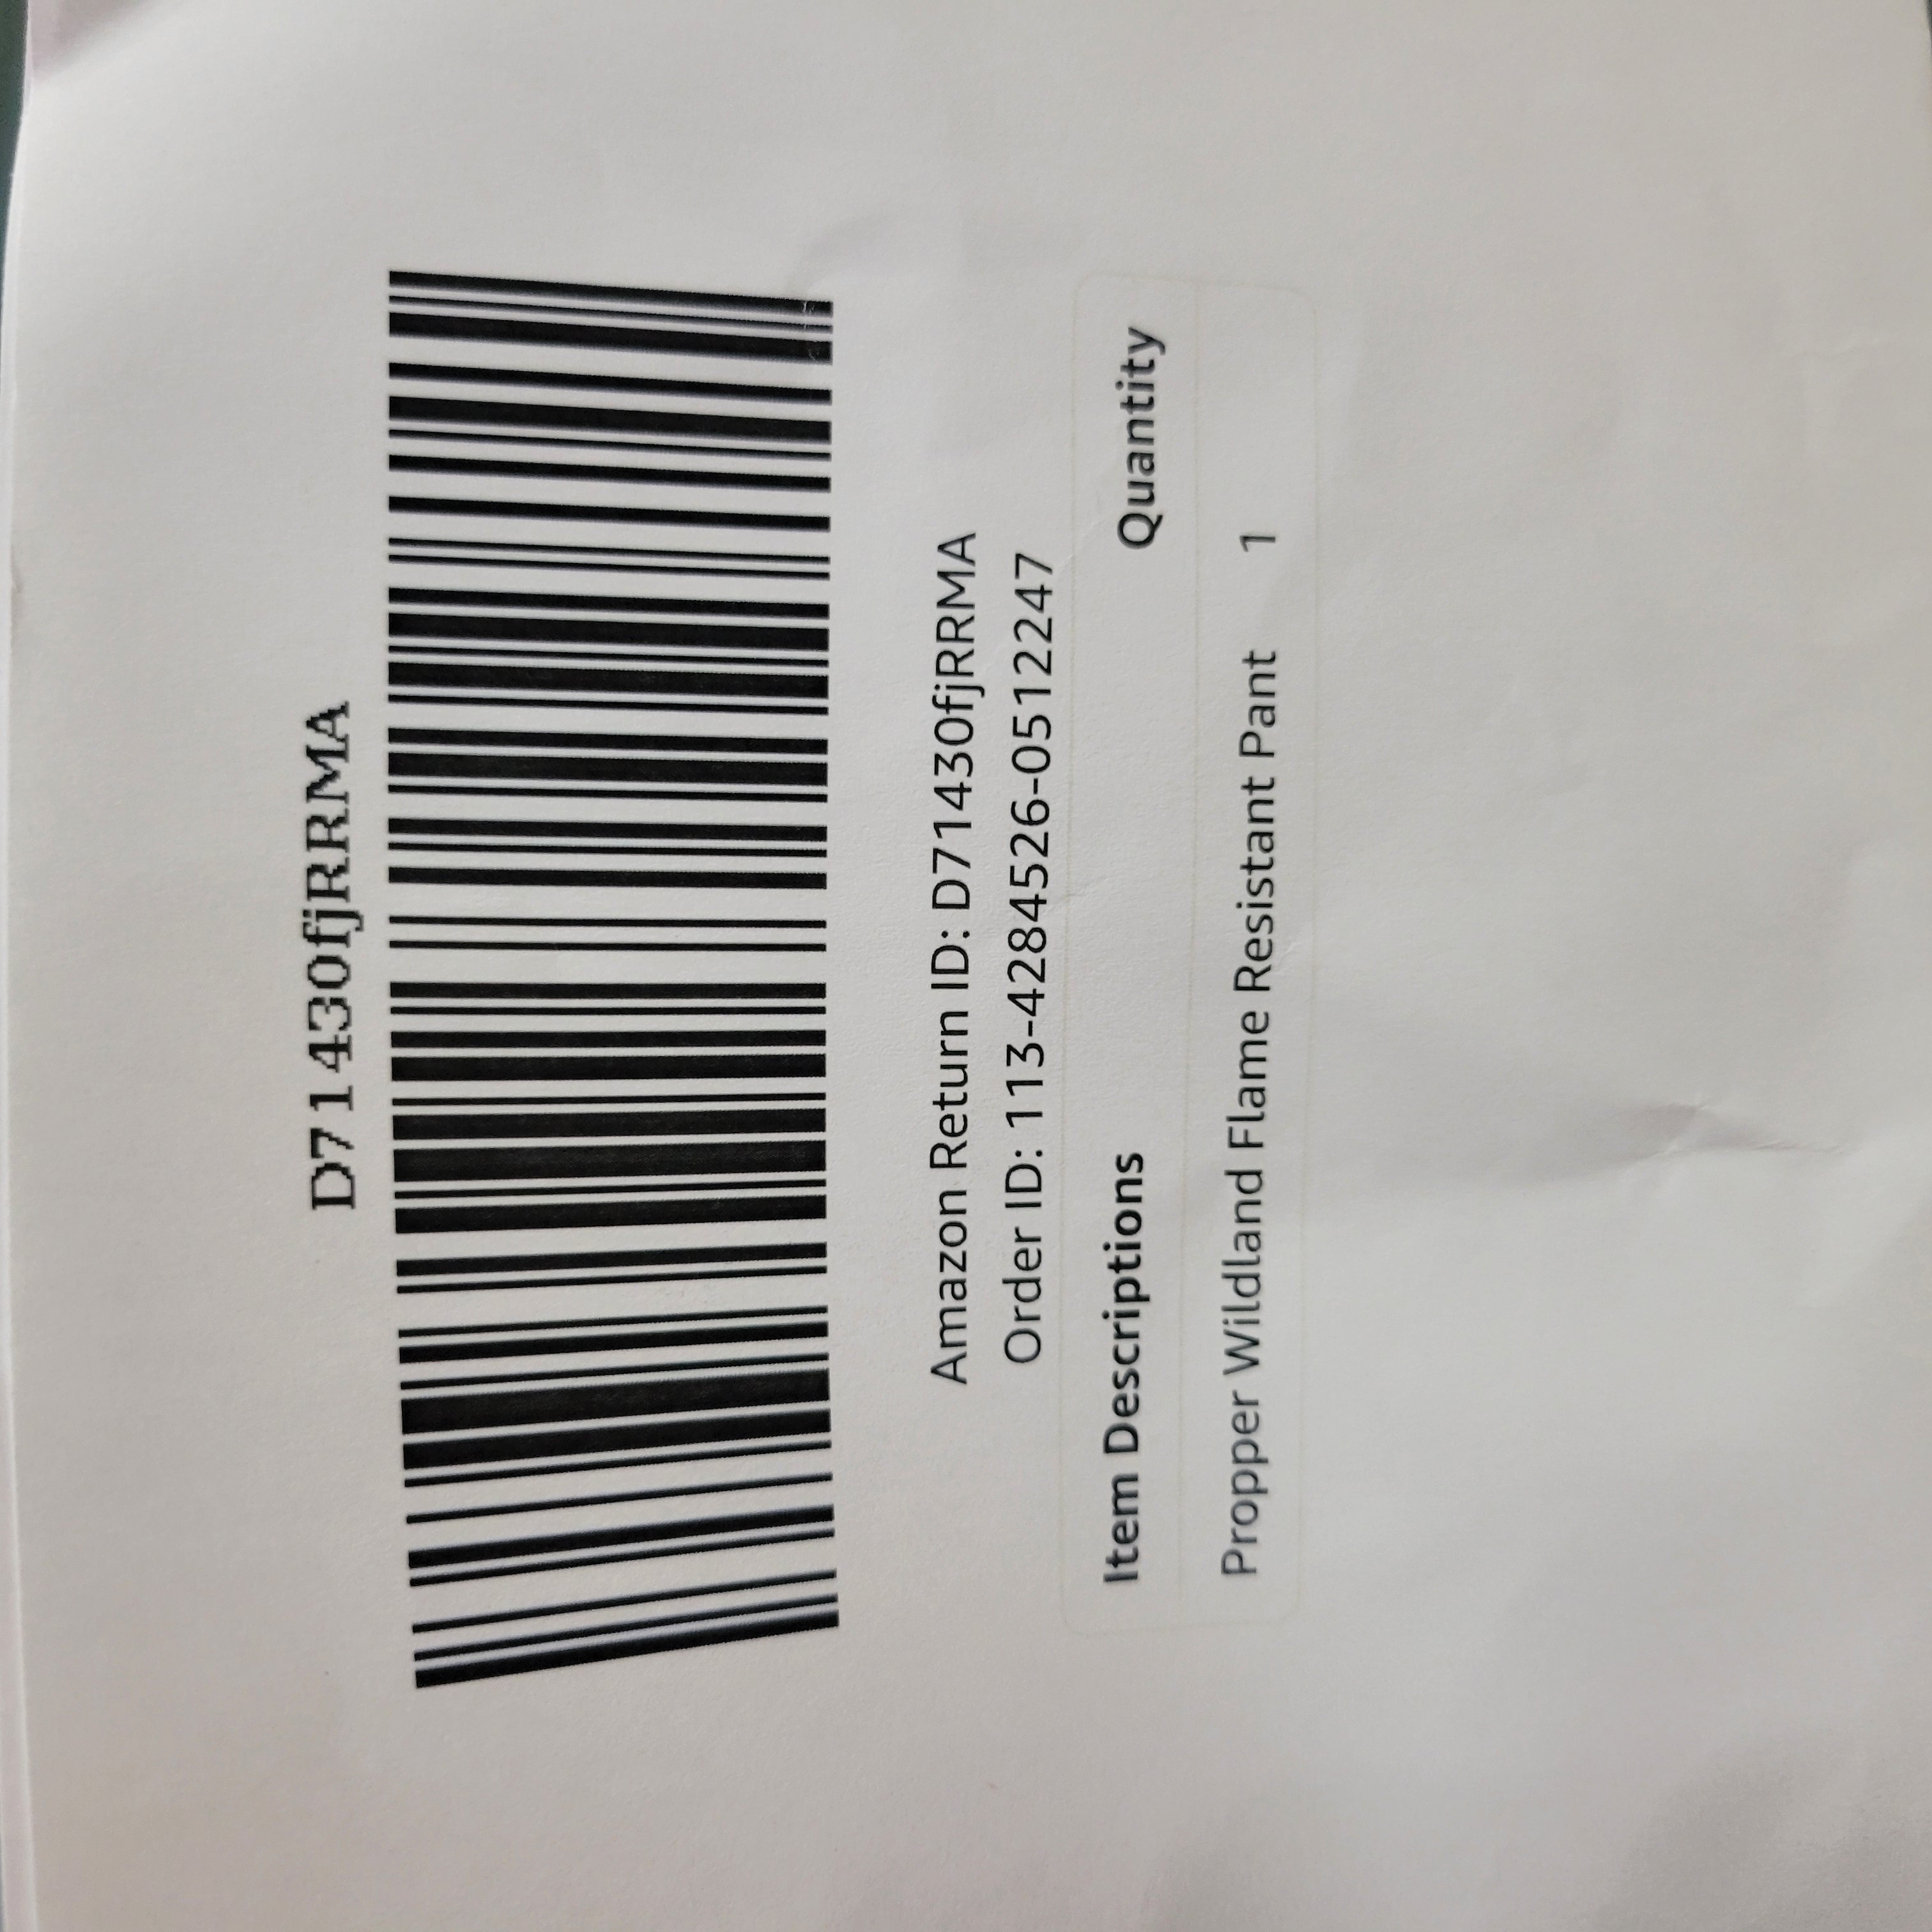 D71430fjRRMA
Amazon Return ID: D71430fjRRMA
Order ID: 113-4284526-0512247
Item Descriptions Quantity
Propper Wildland Flame Resistant Pant 1